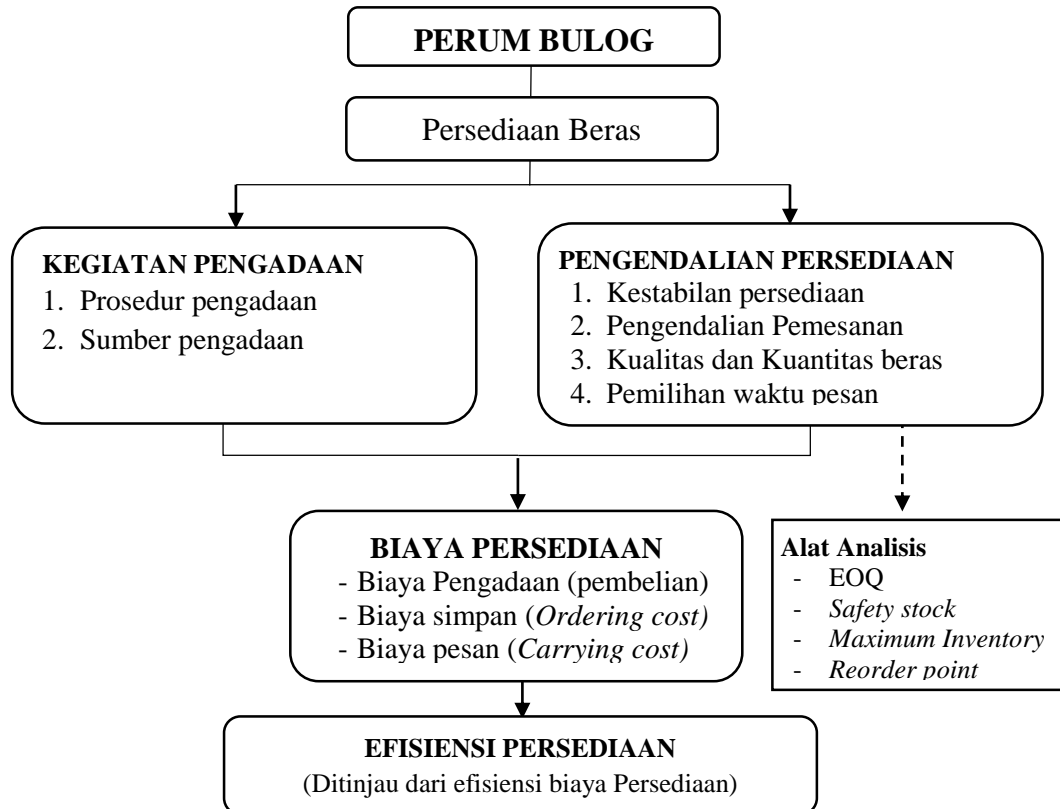 PERUM BULOG
Persediaan Beras
KEGIATAN PENGADAAN
1. Prosedur pengadaan
2. Sumber pengadaan
PENGENDALIAN PERSEDIAAN
1. Kestabilan persediaan
2. Pengendalian Pemesanan
3. Kualitas dan Kuantitas beras
4. Pemilihan waktu pesan
BIAYA PERSEDIAAN
- Biaya Pengadaan (pembelian)
- Biaya simpan (Ordering cost)
- Biaya pesan (Carrying cost)
Alat Analisis
- EOQ
- Safety stock
- Maximum Inventory
- Reorder point
EFISIENSI PERSEDIAAN
(Ditinjau dari efisiensi biaya Persediaan)